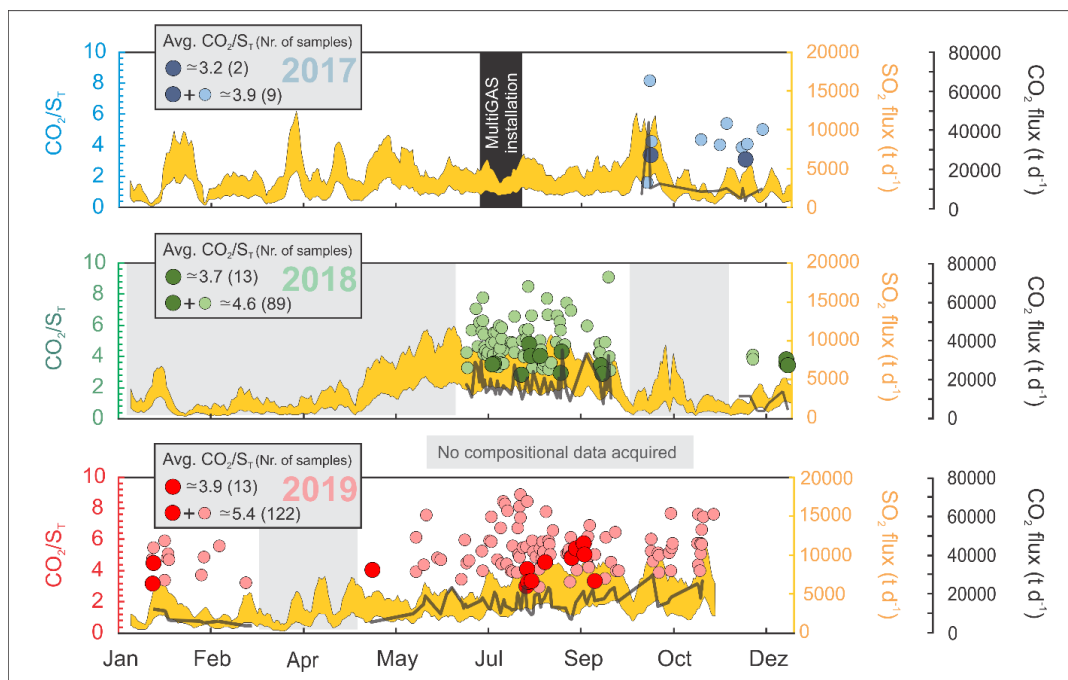 Avg. CO₂/Sᴛ (Nr. of samples)
≃3.2 (2)
2017
+ ≃3.9 (9)
MultiGAS
installation
10
8
6
4
2
0
CO₂/Sᴛ
20000
15000
10000
5000
0
SO₂ flux (t d⁻¹)
80000
60000
40000
20000
0
CO₂ flux (t d⁻¹)
Avg. CO₂/Sᴛ (Nr. of samples)
≃3.7 (13)
2018
+ ≃4.6 (89)
10
8
6
4
2
0
CO₂/Sᴛ
20000
15000
10000
5000
0
SO₂ flux (t d⁻¹)
80000
60000
40000
20000
0
CO₂ flux (t d⁻¹)
No compositional data acquired
Avg. CO₂/Sᴛ (Nr. of samples)
≃3.9 (13)
2019
+ ≃5.4 (122)
10
8
6
4
2
0
CO₂/Sᴛ
20000
15000
10000
5000
0
SO₂ flux (t d⁻¹)
80000
60000
40000
20000
0
CO₂ flux (t d⁻¹)
Jan Feb Apr May Jul Sep Oct Dez